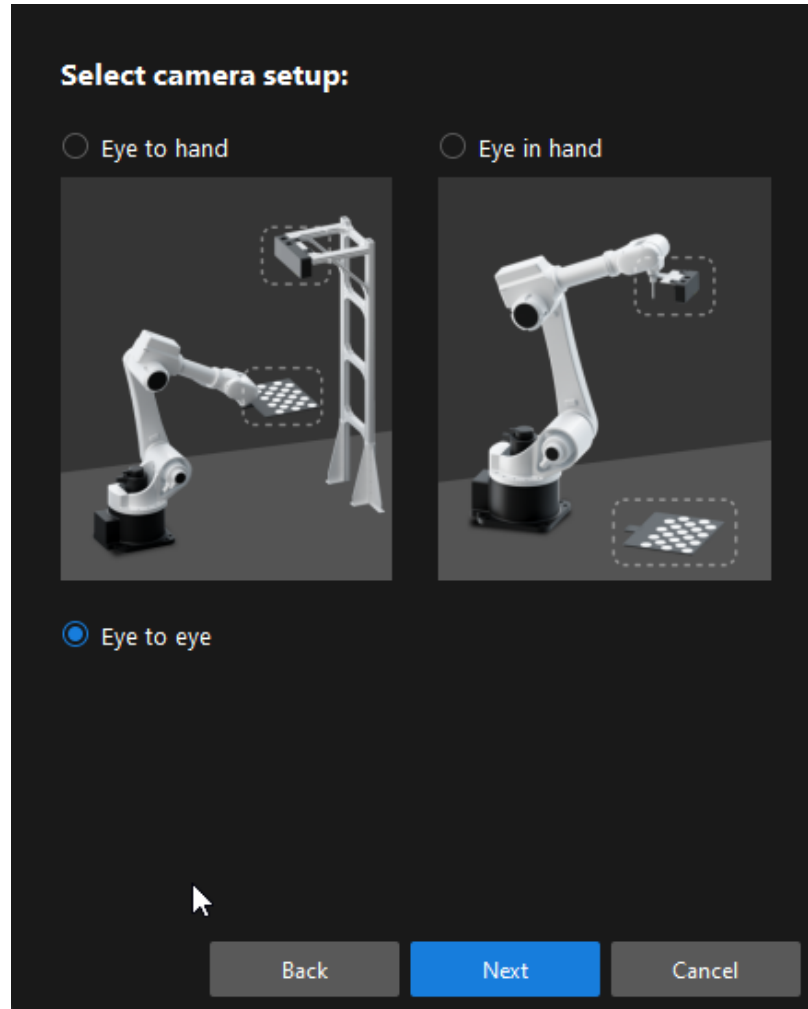 Select camera setup:
Eye to hand
Eye in hand
Eye to eye
Back
Next
Cancel